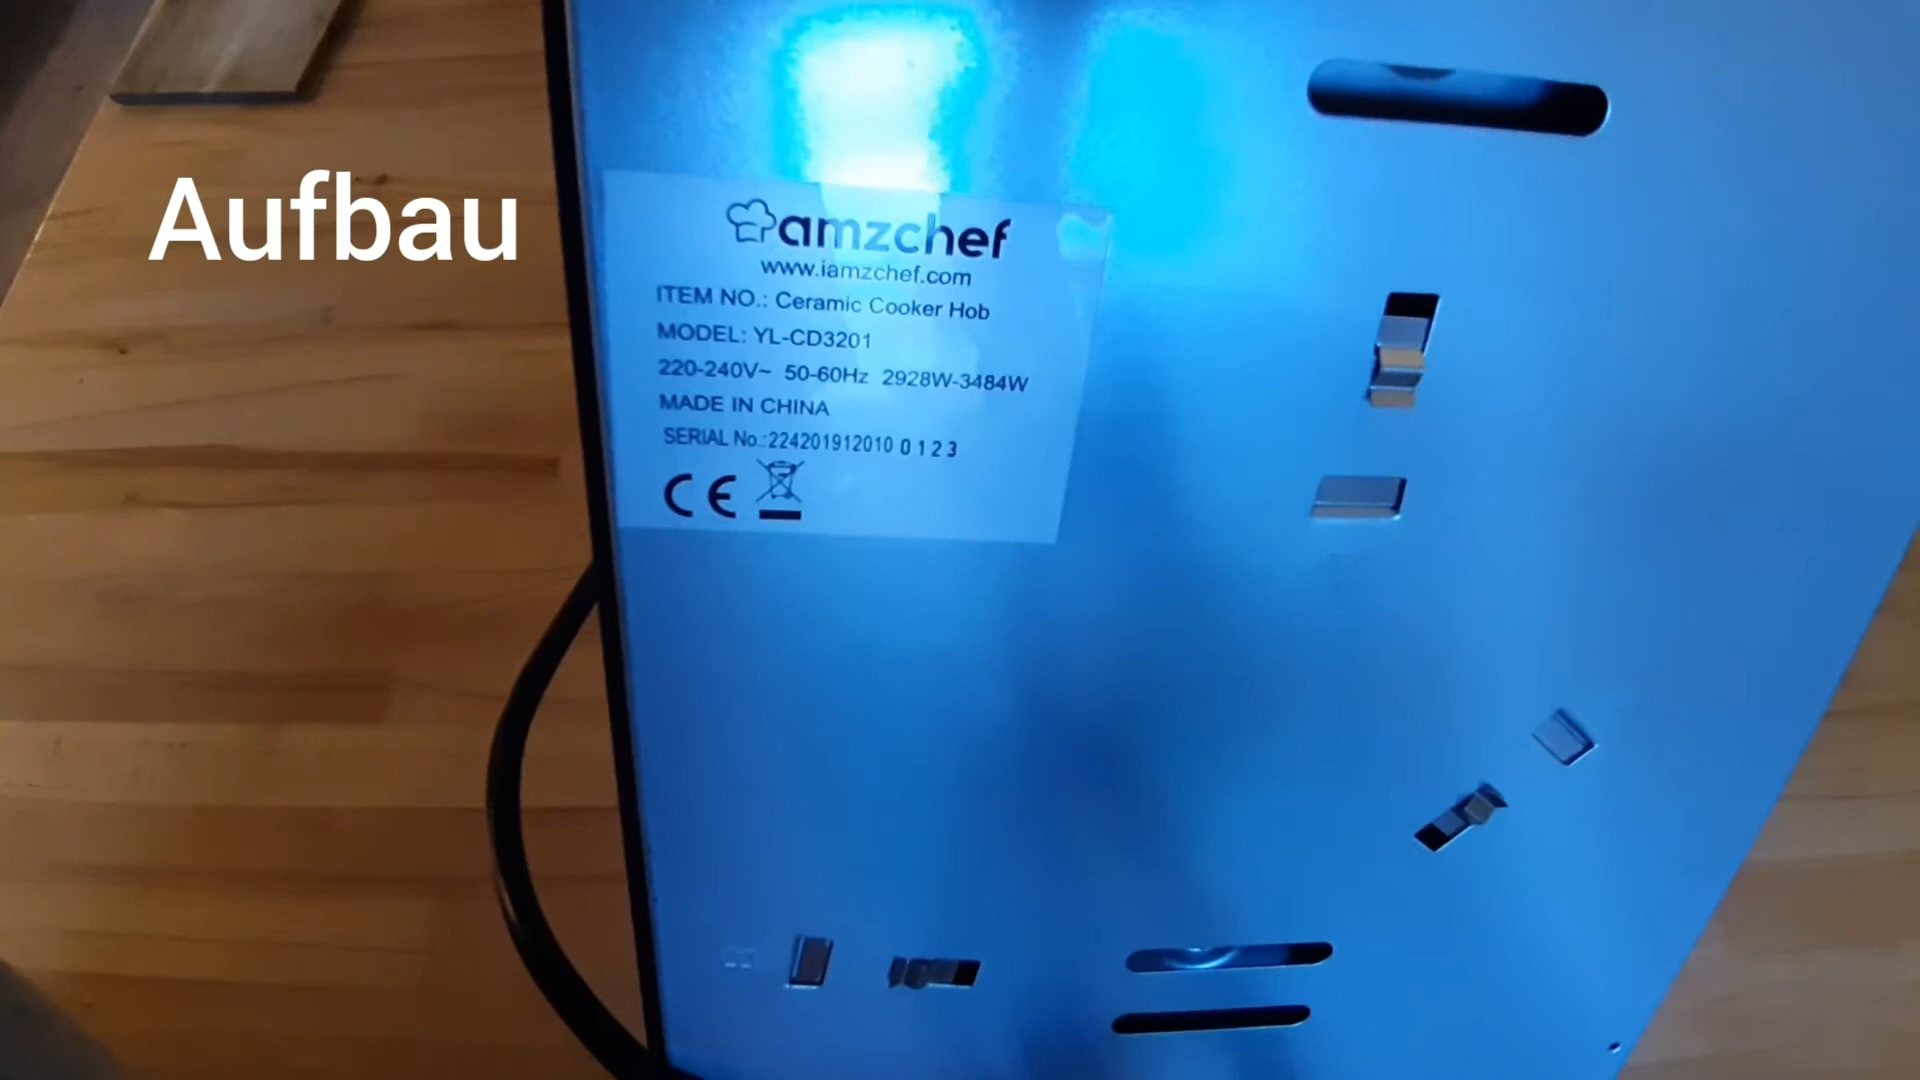 Aufbau
amzchef
www.iamzchef.com
ITEM NO.: Ceramic Cooker Hob
MODEL: YL-CD3201
220-240V~ 50-60Hz 2928W-3484W
MADE IN CHINA
SERIAL No.:224201912010 0 1 2 3
CE